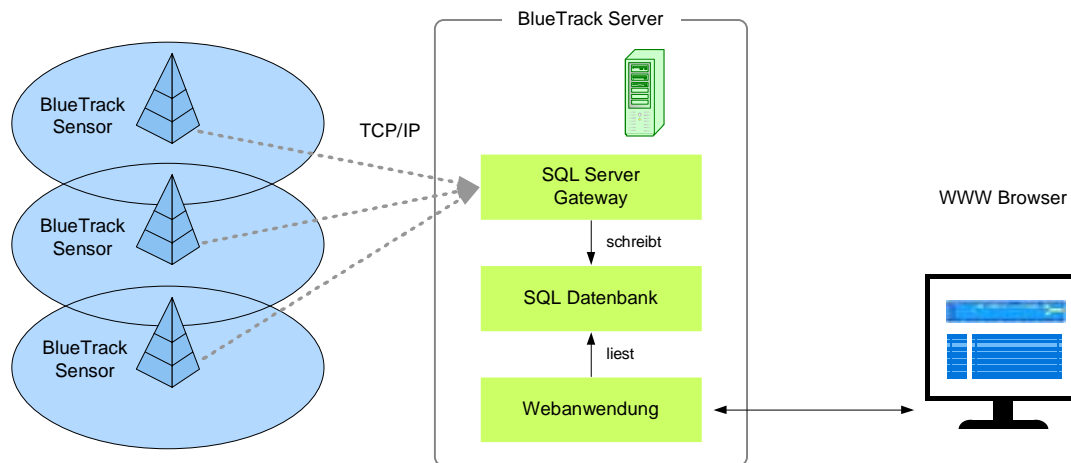 BlueTrack Server
BlueTrack
Sensor
TCP/IP
BlueTrack
Sensor
BlueTrack
Sensor
SQL Server
Gateway
schreibt
SQL Datenbank
liest
Webanwendung
WWW Browser